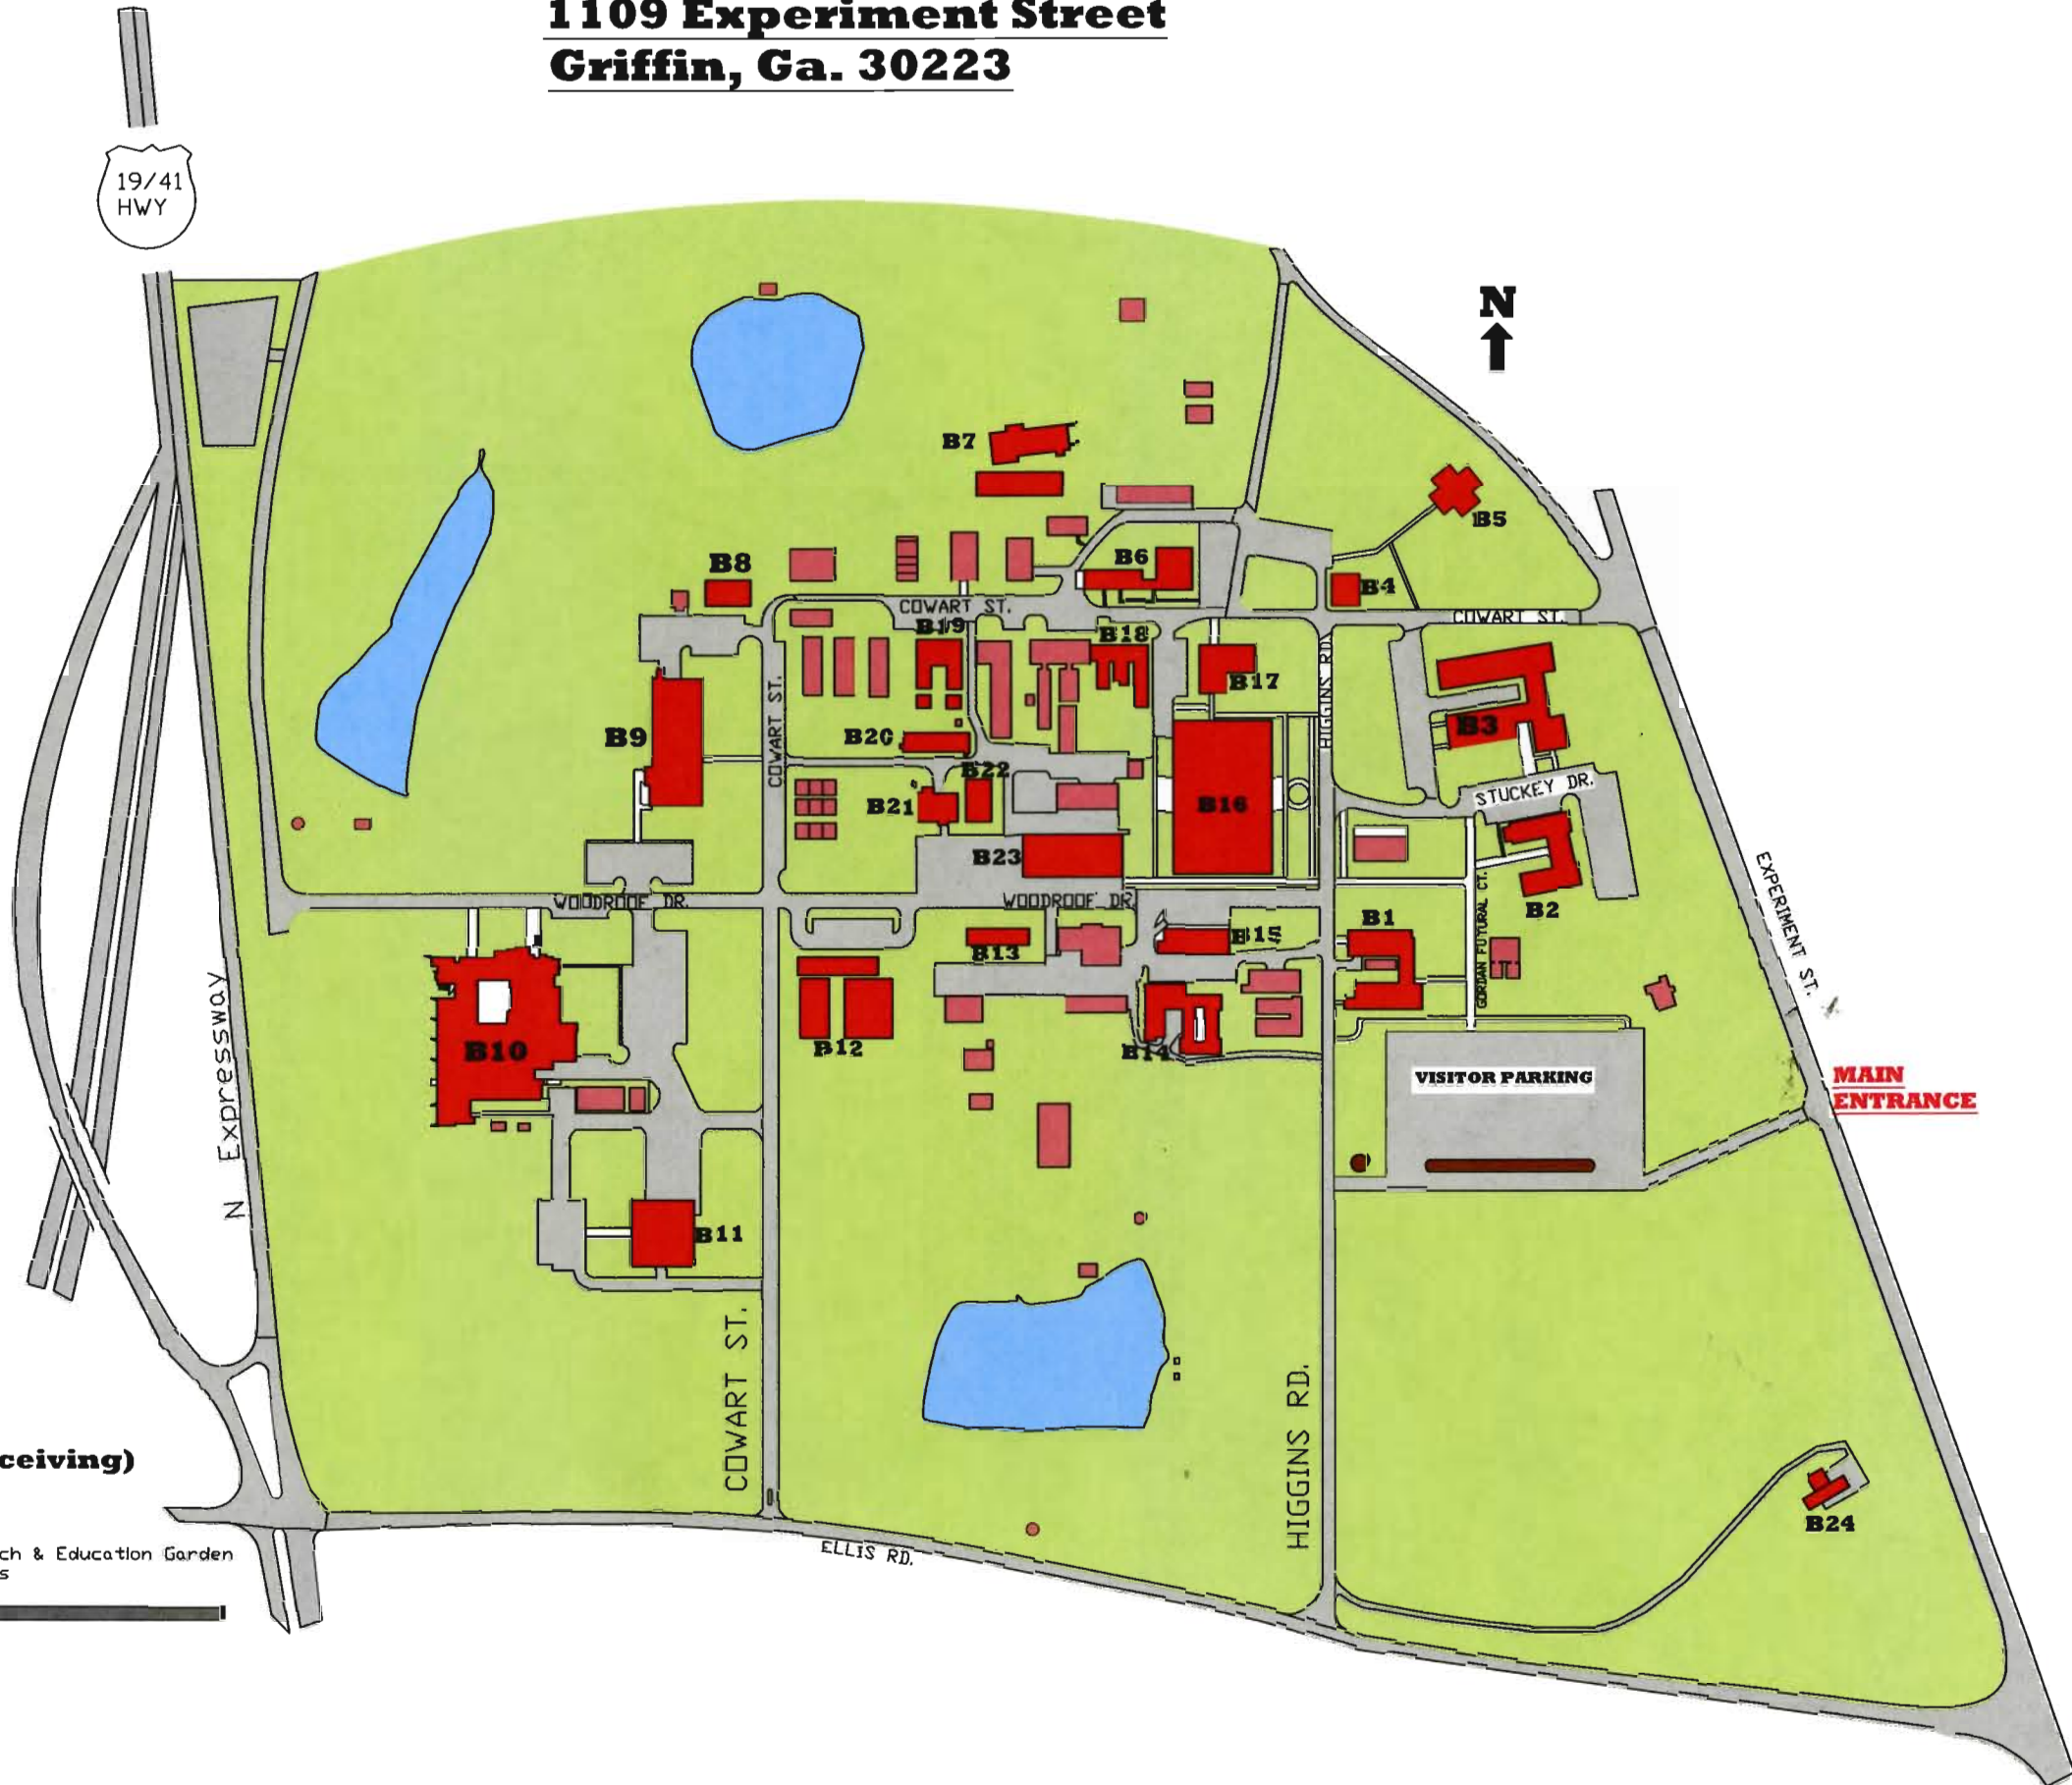 1109 Experiment Street
Griffin, Ga. 30223
19/41
HWY
N
B7
B5
B6
B8
B4
COWART ST.
COWART ST.
B19
B18
B17
HIGGINS RD.
B3
B9
COWART ST.
B20
B22
STUCKEY DR.
B21
B16
B23
EXPERIMENT ST.
WOODROOF DR.
WOODROOF DR.
GORDAN FUTURAL CT.
B2
B1
B15
B13
N Expressway
B10
B12
B14
VISITOR PARKING
MAIN
ENTRANCE
B11
COWART ST.
HIGGINS RD.
ceiving)
B24
ELLIS RD.
ch & Education Garden
s